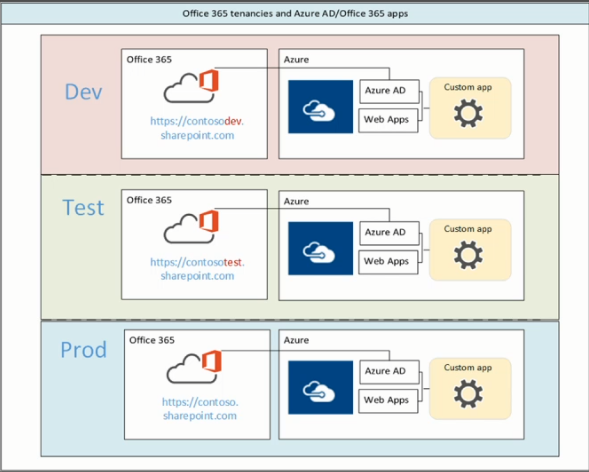 Office 365 tenancies and Azure AD/Office 365 apps
Dev
Office 365
https://contosodev.
sharepoint.com
Azure
Azure AD
Web Apps
Custom app
Test
Office 365
https://contosotest.
sharepoint.com
Azure
Azure AD
Web Apps
Custom app
Prod
Office 365
https://contoso.
sharepoint.com
Azure
Azure AD
Web Apps
Custom app